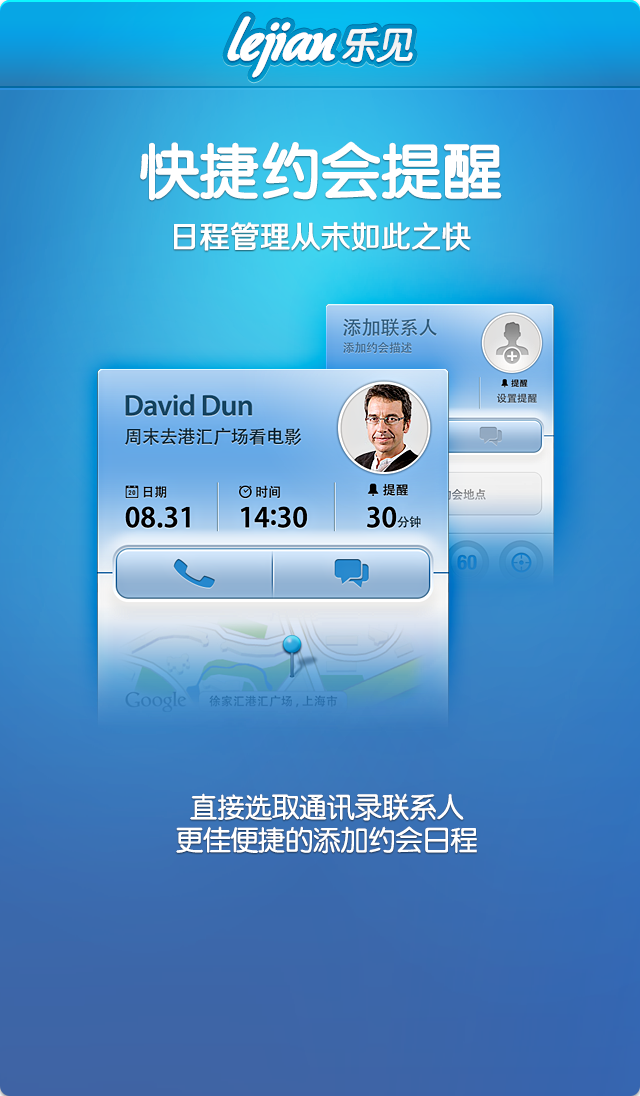 lejian 乐见
快捷约会提醒
日程管理从未如此之快
添加联系人
添加约会描述
提醒
设置提醒
会地点
60
David Dun
周末去港汇广场看电影
20 日期
时间
提醒
08.31
14:30
30分钟
Google
徐家汇港汇广场，上海市
直接选取通讯录联系人
更佳便捷的添加约会日程